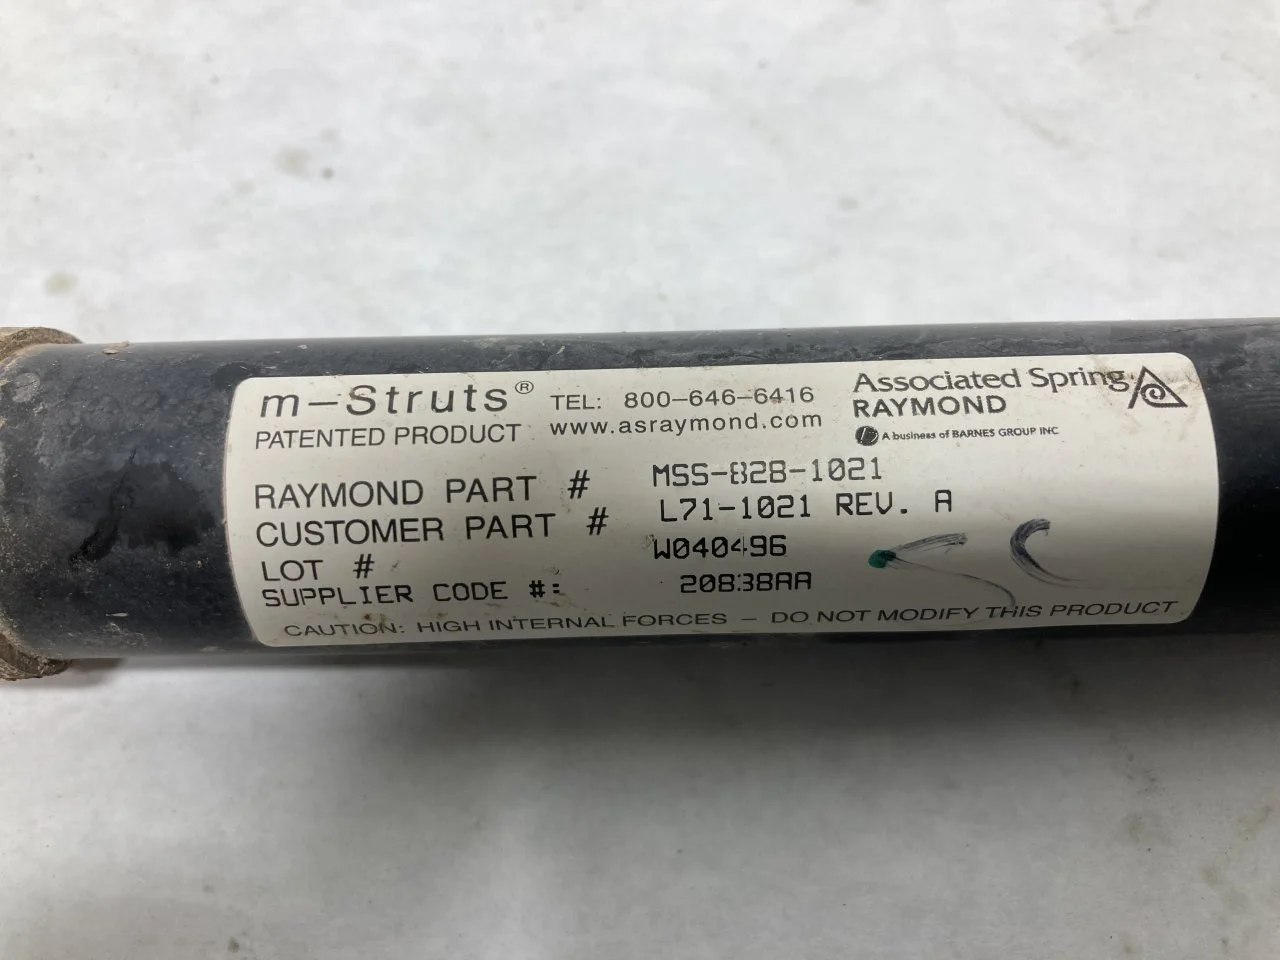 m-Struts®
PATENTED PRODUCT
TEL: 800-646-6416
www.asraymond.com
Associated Spring
RAYMOND
A business of BARNES GROUP INC
RAYMOND PART # MSS-828-1021
CUSTOMER PART # L71-1021 REV. A
LOT # W040496
SUPPLIER CODE #: 20838AA
SC
CAUTION: HIGH INTERNAL FORCES - DO NOT MODIFY THIS PRODUCT